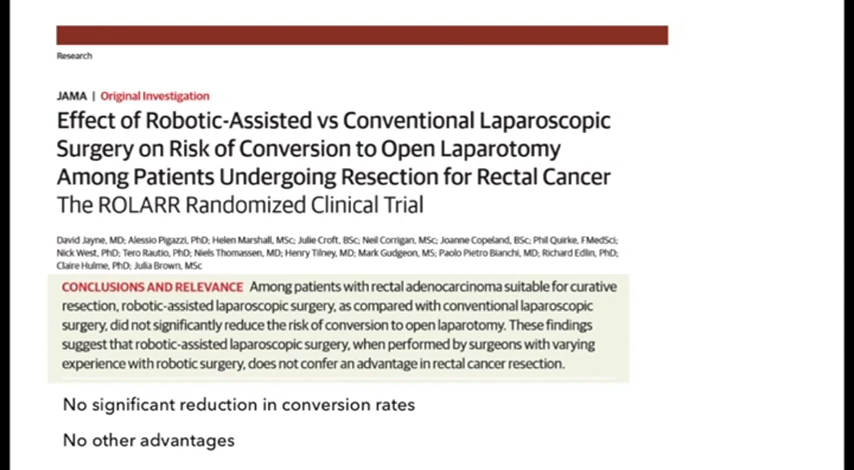 Research
JAMA | Original Investigation
Effect of Robotic-Assisted vs Conventional Laparoscopic
Surgery on Risk of Conversion to Open Laparotomy
Among Patients Undergoing Resection for Rectal Cancer
The ROLARR Randomized Clinical Trial
David Jayne, MD; Alessio Pigazzi, PhD; Helen Marshall, MSc; Julie Croft, BSc; Neil Corrigan, MSc; Joanne Copeland, BSc; Phil Quirke, FMedSci;
Nick West, PhD; Tero Rautio, PhD; Niels Thomassen, MD; Henry Tilney, MD; Mark Gudgeon, MS; Paolo Pietro Bianchi, MD; Richard Edlin, PhD;
Claire Hulme, PhD; Julia Brown, MSc
CONCLUSIONS AND RELEVANCE Among patients with rectal adenocarcinoma suitable for curative
resection, robotic-assisted laparoscopic surgery, as compared with conventional laparoscopic
surgery, did not significantly reduce the risk of conversion to open laparotomy. These findings
suggest that robotic-assisted laparoscopic surgery, when performed by surgeons with varying
experience with robotic surgery, does not confer an advantage in rectal cancer resection.
No significant reduction in conversion rates
No other advantages